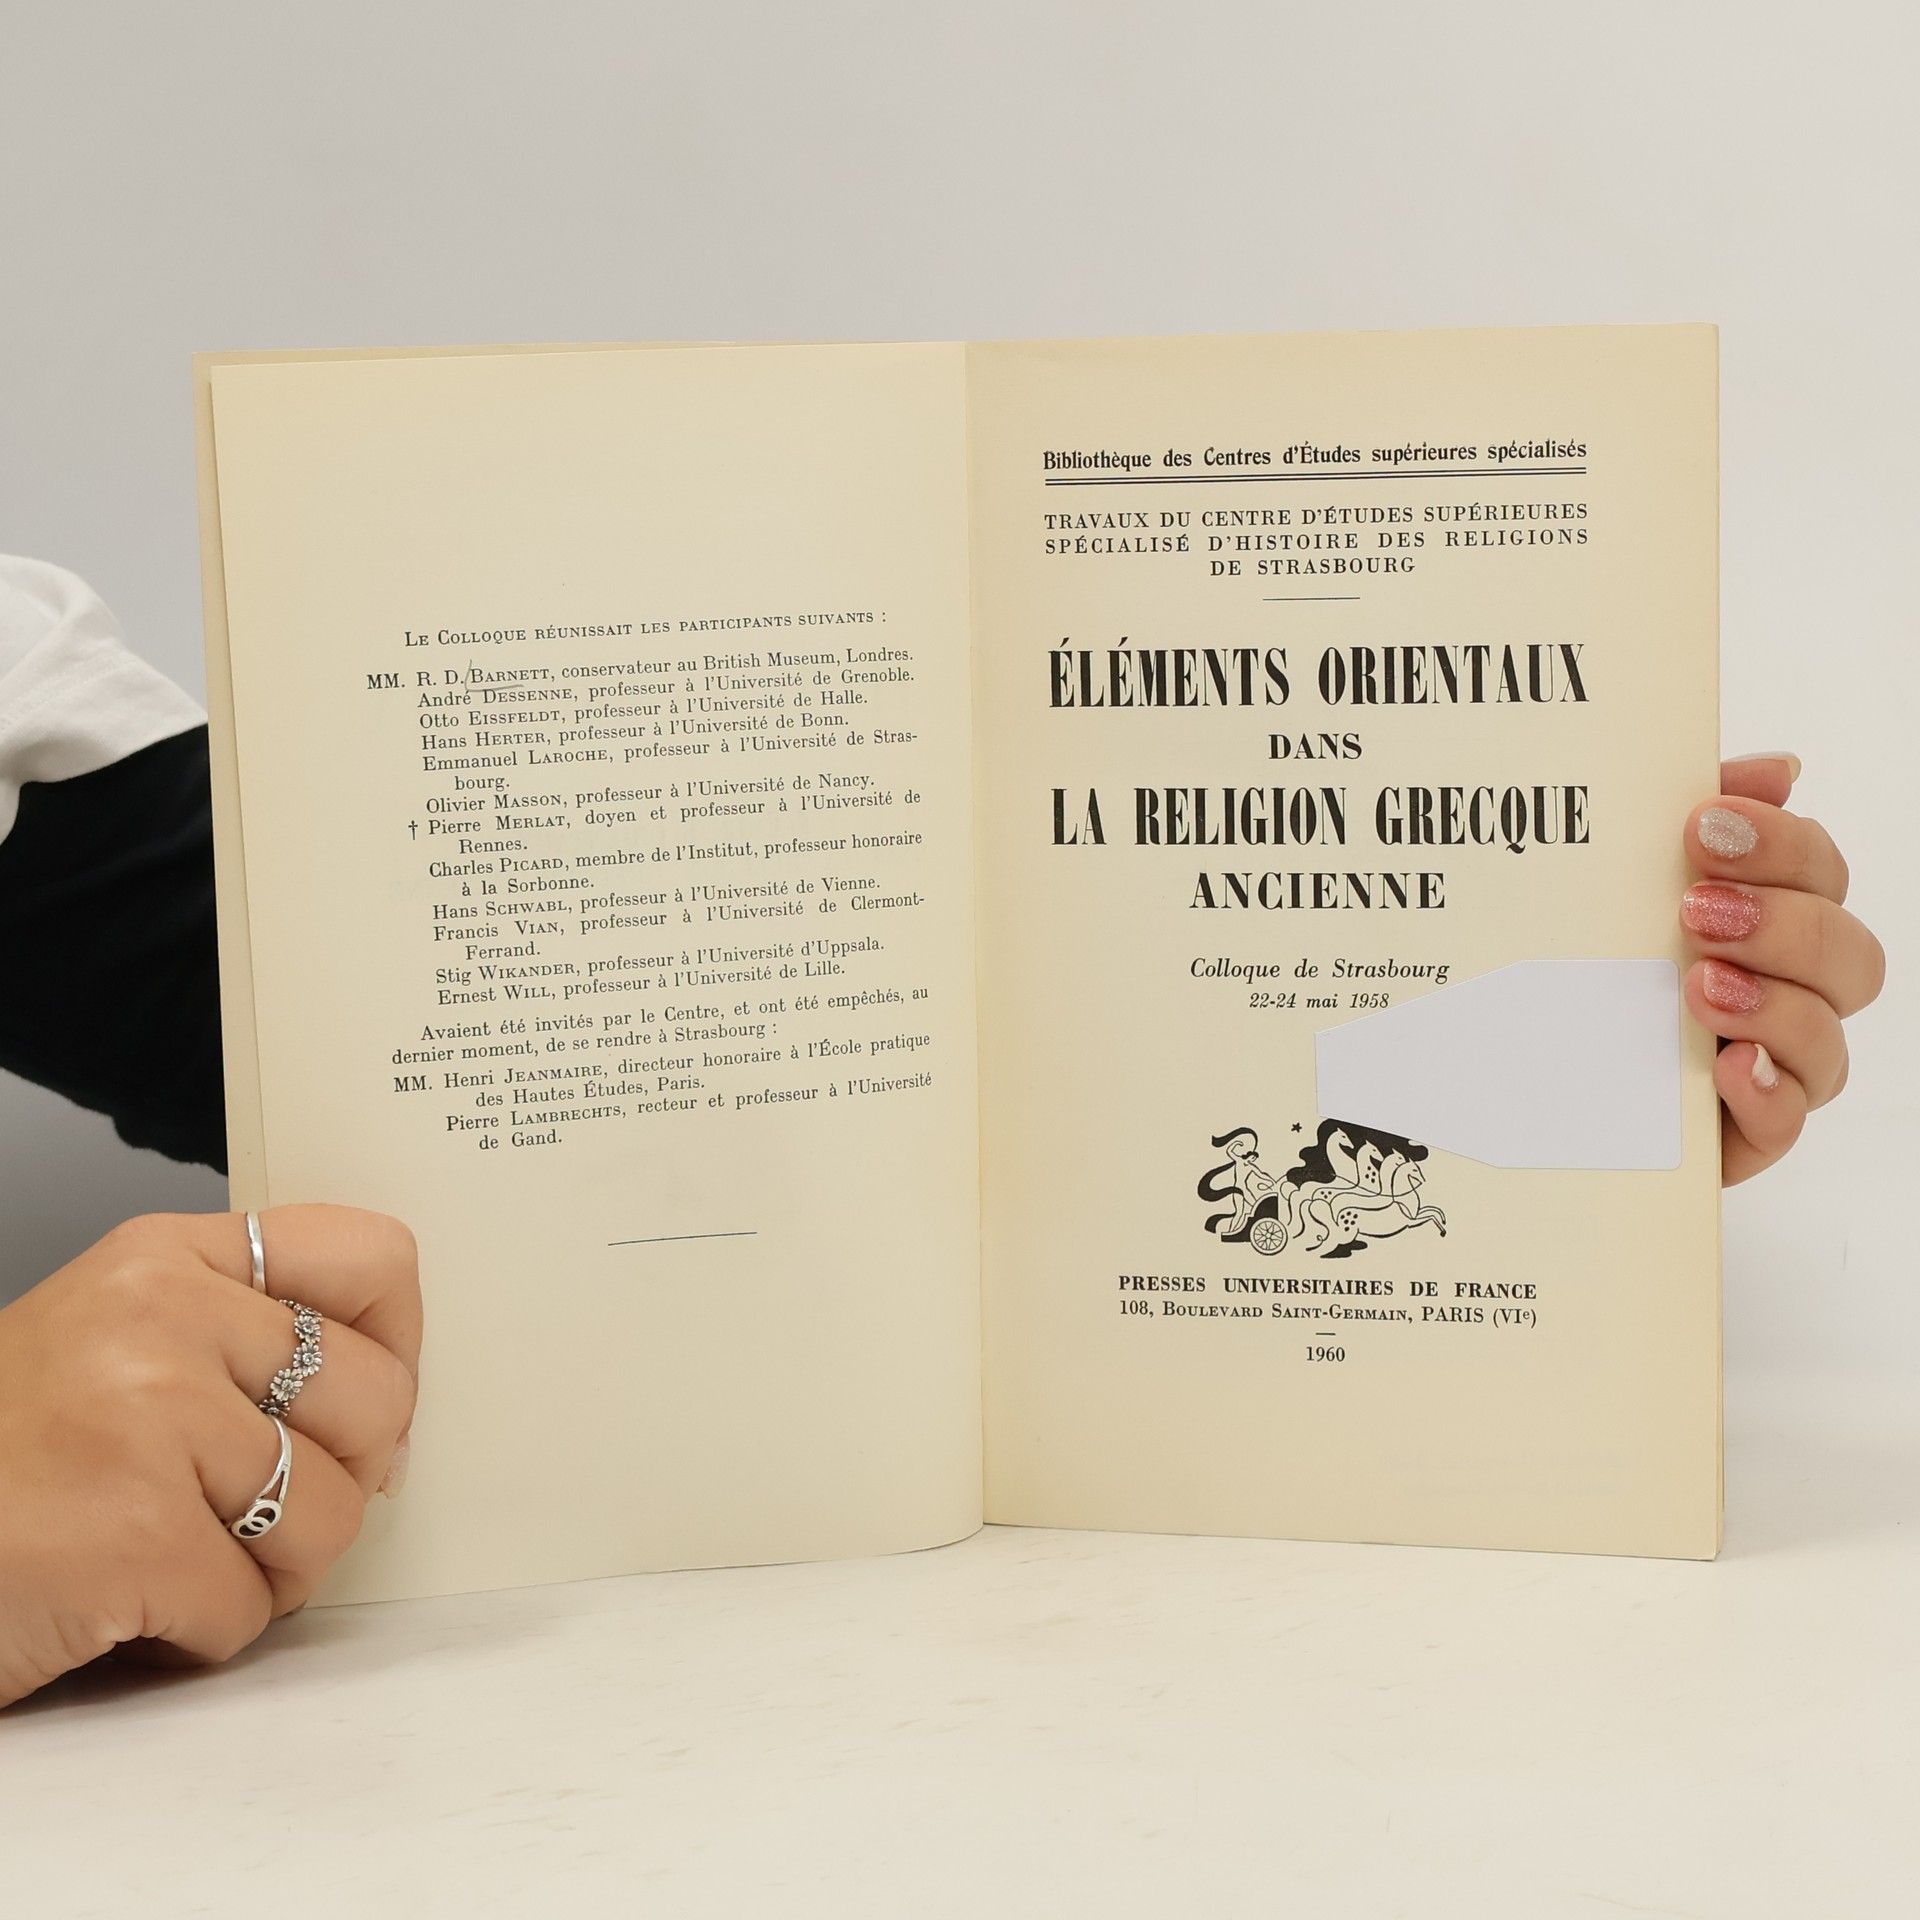 LE COLLOQUE RÉUNISSAIT LES PARTICIPANTS SUIVANTS :
MM. R. D. BARNETT, conservateur au British Museum, Londres.
André DESSENNE, professeur à l'Université de Grenoble.
Otto EISSFELDT, professeur à l'Université de Halle.
Hans HERTER, professeur à l'Université de Bonn.
Emmanuel LAROCHE, professeur à l'Université de Stras-
bourg.
Olivier MASSON, professeur à l'Université de Nancy.
† Pierre MERLAT, doyen et professeur à l'Université de
Rennes.
Charles PICARD, membre de l'Institut, professeur honoraire
à la Sorbonne.
Hans SCHWABL, professeur à l'Université de Vienne.
Francis VIAN, professeur à l'Université de Clermont-
Ferrand.
Stig WIKANDER, professeur à l'Université d'Uppsala.
Ernest WILL, professeur à l'Université de Lille.
Avaient été invités par le Centre, et ont été empêchés, au
dernier moment, de se rendre à Strasbourg :
MM. Henri JEANMAIRE, directeur honoraire à l'École pratique
des Hautes Études, Paris.
Pierre LAMBRECHTS, recteur et professeur à l'Université
de Gand.
Bibliothèque des Centres d'Études supérieures spécialisés
TRAVAUX DU CENTRE D'ÉTUDES SUPÉRIEURES
SPÉCIALISÉ D'HISTOIRE DES RELIGIONS
DE STRASBOURG
ÉLÉMENTS ORIENTAUX
DANS
LA RELIGION GRECQUE
ANCIENNE
Colloque de Strasbourg
22-24 mai 1958
PRESSES UNIVERSITAIRES DE FRANCE
108, BOULEVARD SAINT-GERMAIN, PARIS (VIe)
1960